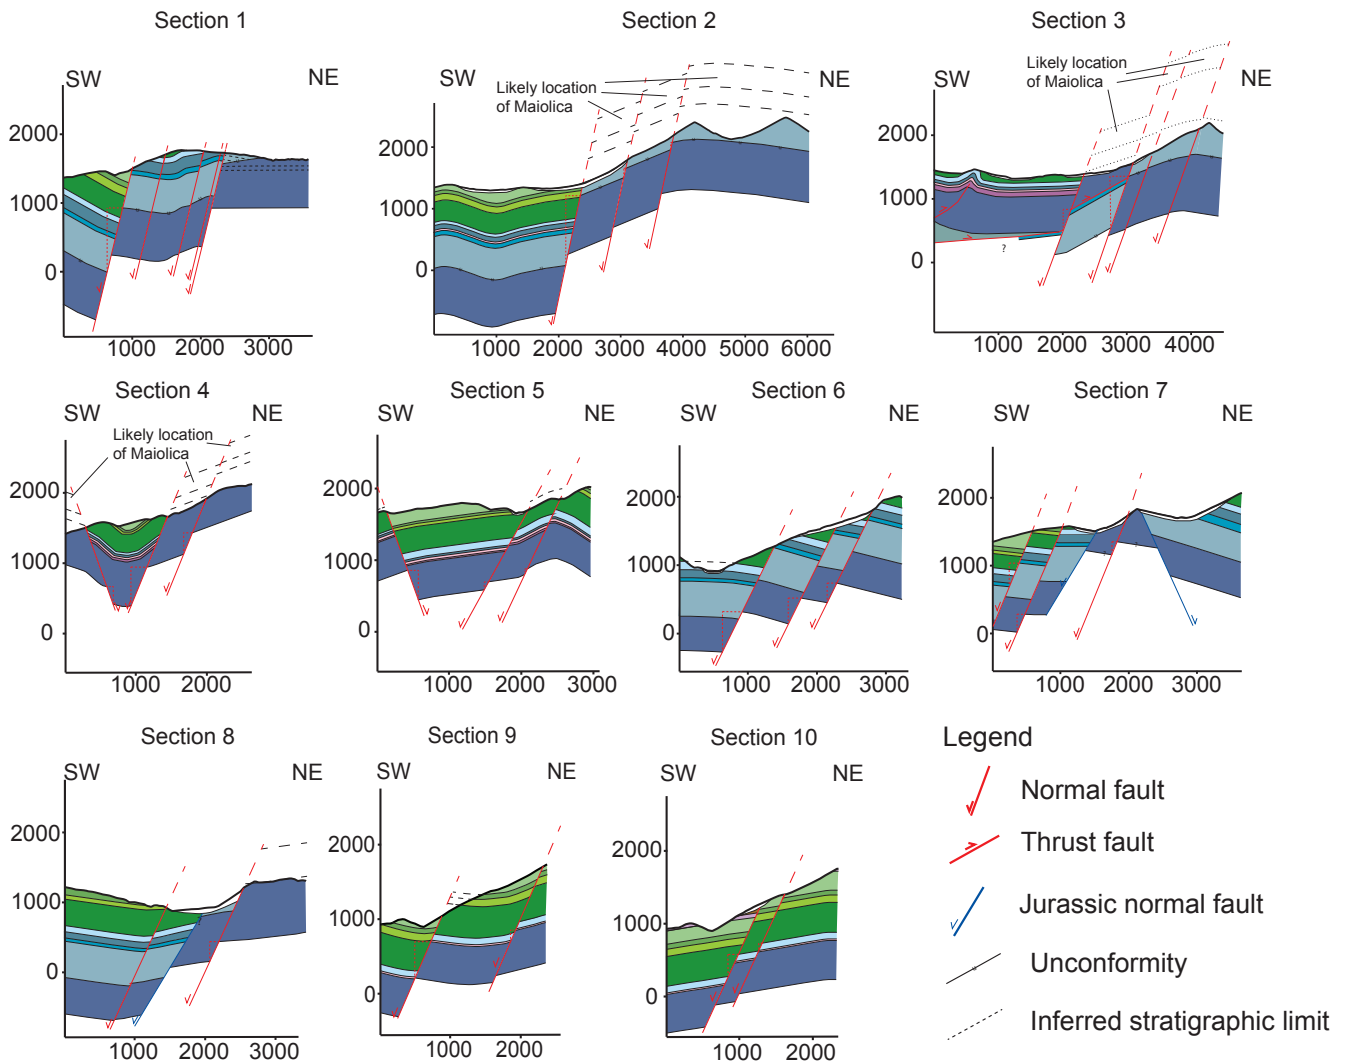 Section 1
SW
NE
2000
1000
0
1000 2000 3000
Section 2
SW
NE
Likely location
of Maiolica
2000
1000
0
1000 2000 3000 4000 5000 6000
Section 3
SW
NE
Likely location
of Maiolica
2000
1000
0
?
1000 2000 3000 4000
Section 4
SW
NE
Likely location
of Maiolica
2000
1000
0
1000 2000
Section 5
SW
NE
2000
1000
0
1000 2000 3000
Section 6
SW
NE
2000
1000
0
1000 2000 3000
Section 7
SW
NE
2000
1000
0
1000 2000 3000
Section 8
SW
NE
2000
1000
0
1000 2000 3000
Section 9
SW
NE
2000
1000
0
1000 2000
Section 10
SW
NE
2000
1000
0
1000 2000
Legend
Normal fault
Thrust fault
Jurassic normal fault
Unconformity
Inferred stratigraphic limit